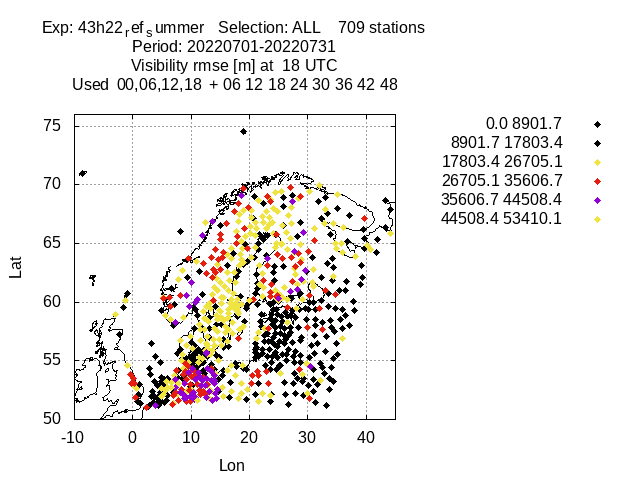 Exp: 43h22ref_summer Selection: ALL 709 stations
Period: 20220701-20220731
Visibility rmse [m] at 18 UTC
Used 00,06,12,18 + 06 12 18 24 30 36 42 48
0.0 8901.7
8901.7 17803.4
17803.4 26705.1
26705.1 35606.7
35606.7 44508.4
44508.4 53410.1
75
70
65
60
55
50
Lat
-10 0 10 20 30 40
Lon